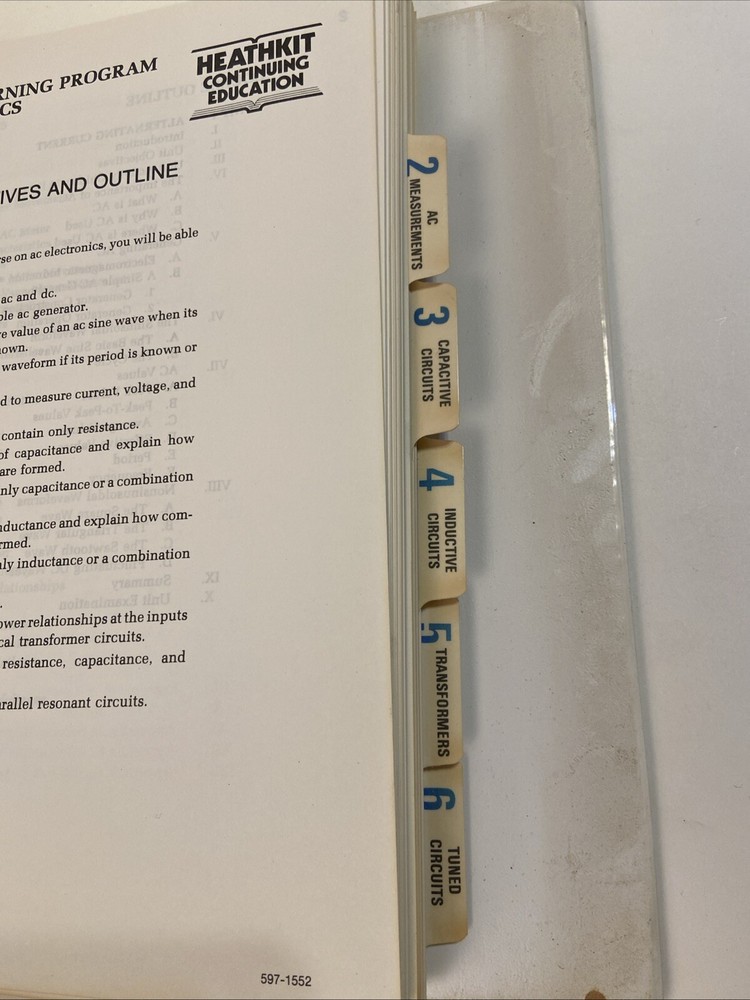 RNING PROGRAM
CS
HEATHKIT
CONTINUING
EDUCATION
IVES AND OUTLINE
rse on ac electronics, you will be able
ac and dc.
ple ac generator.
re value of an ac sine wave when its
own.
waveform if its period is known or
d to measure current, voltage, and
contain only resistance.
of capacitance and explain how
are formed.
nly capacitance or a combination
nductance and explain how com-
rmed.
ly inductance or a combination
.
ower relationships at the inputs
cal transformer circuits.
resistance, capacitance, and
rallel resonant circuits.
597-1552
2
AC
MEASUREMENTS
3
CAPACITIVE
CIRCUITS
4
INDUCTIVE
CIRCUITS
5
TRANSFORMERS
6
TUNED
CIRCUITS